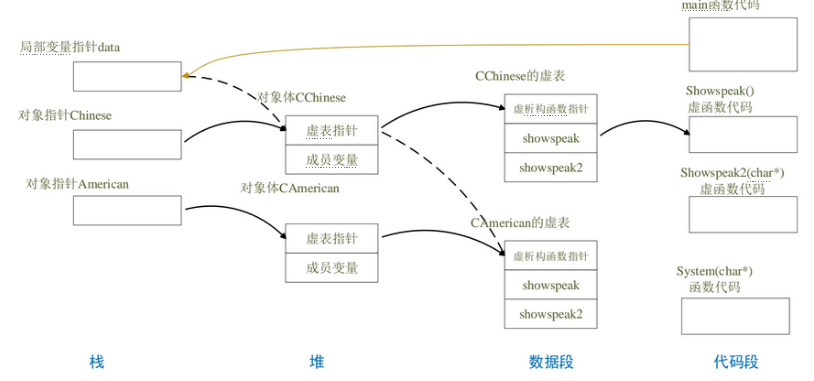 main函数代码
局部变量指针data
CChinese的虚表
对象体CChinese
Showspeak()
虚函数代码
对象指针Chinese
虚表指针
成员变量
虚析构函数指针
showspeak
showspeak2
Showspeak2(char*)
虚函数代码
对象指针American
对象体CAmerican
CAmerican的虚表
虚表指针
成员变量
虚析构函数指针
showspeak
showspeak2
System(char*)
函数代码
栈
堆
数据段
代码段